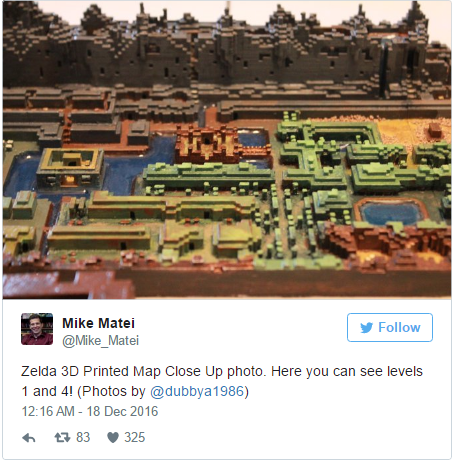 Mike Matei
@Mike_Matei
Follow
Zelda 3D Printed Map Close Up photo. Here you can see levels
1 and 4! (Photos by @dubbya1986)
12:16 AM - 18 Dec 2016
83 325